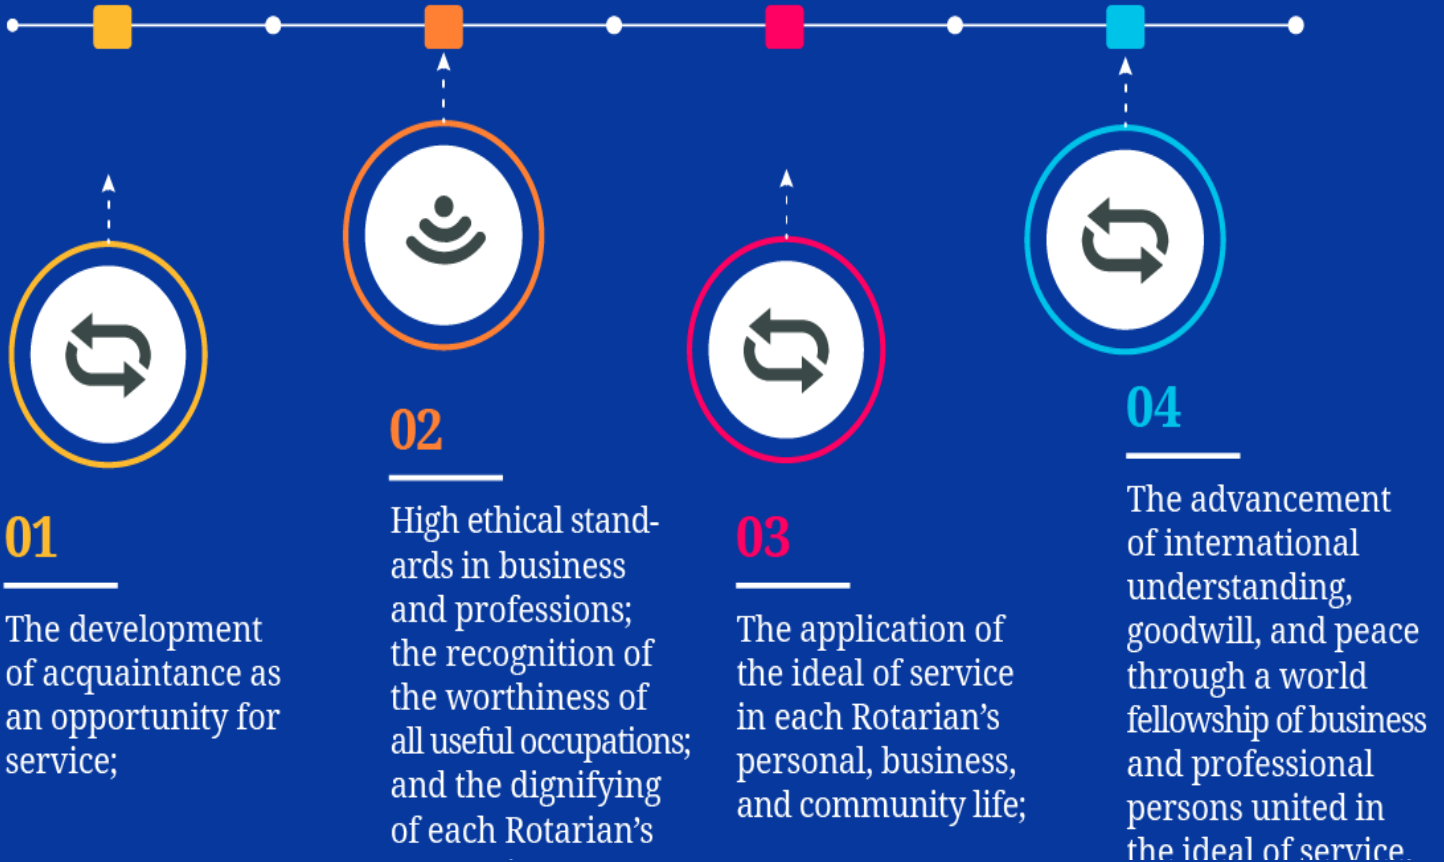 01
The development
of acquaintance as
an opportunity for
service;
02
High ethical stand-
ards in business
and professions;
the recognition of
the worthiness of
all useful occupations;
and the dignifying
of each Rotarian’s
03
The application of
the ideal of service
in each Rotarian’s
personal, business,
and community life;
04
The advancement
of international
understanding,
goodwill, and peace
through a world
fellowship of business
and professional
persons united in
the ideal of service.